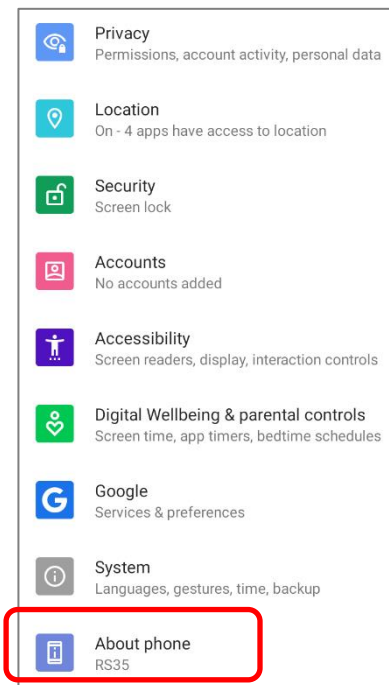 Privacy
Permissions, account activity, personal data
Location
On - 4 apps have access to location
Security
Screen lock
Accounts
No accounts added
Accessibility
Screen readers, display, interaction controls
Digital Wellbeing & parental controls
Screen time, app timers, bedtime schedules
Google
Services & preferences
System
Languages, gestures, time, backup
About phone
RS35